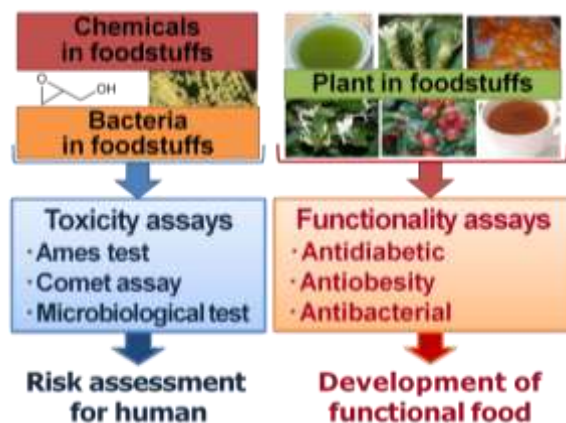 Chemicals
in foodstuffs
OH
O
Bacteria
in foodstuffs
Plant in foodstuffs
Toxicity assays
・Ames test
・Comet assay
・Microbiological test
Functionality assays
・Antidiabetic
・Antiobesity
・Antibacterial
Risk assessment
for human
Development of
functional food